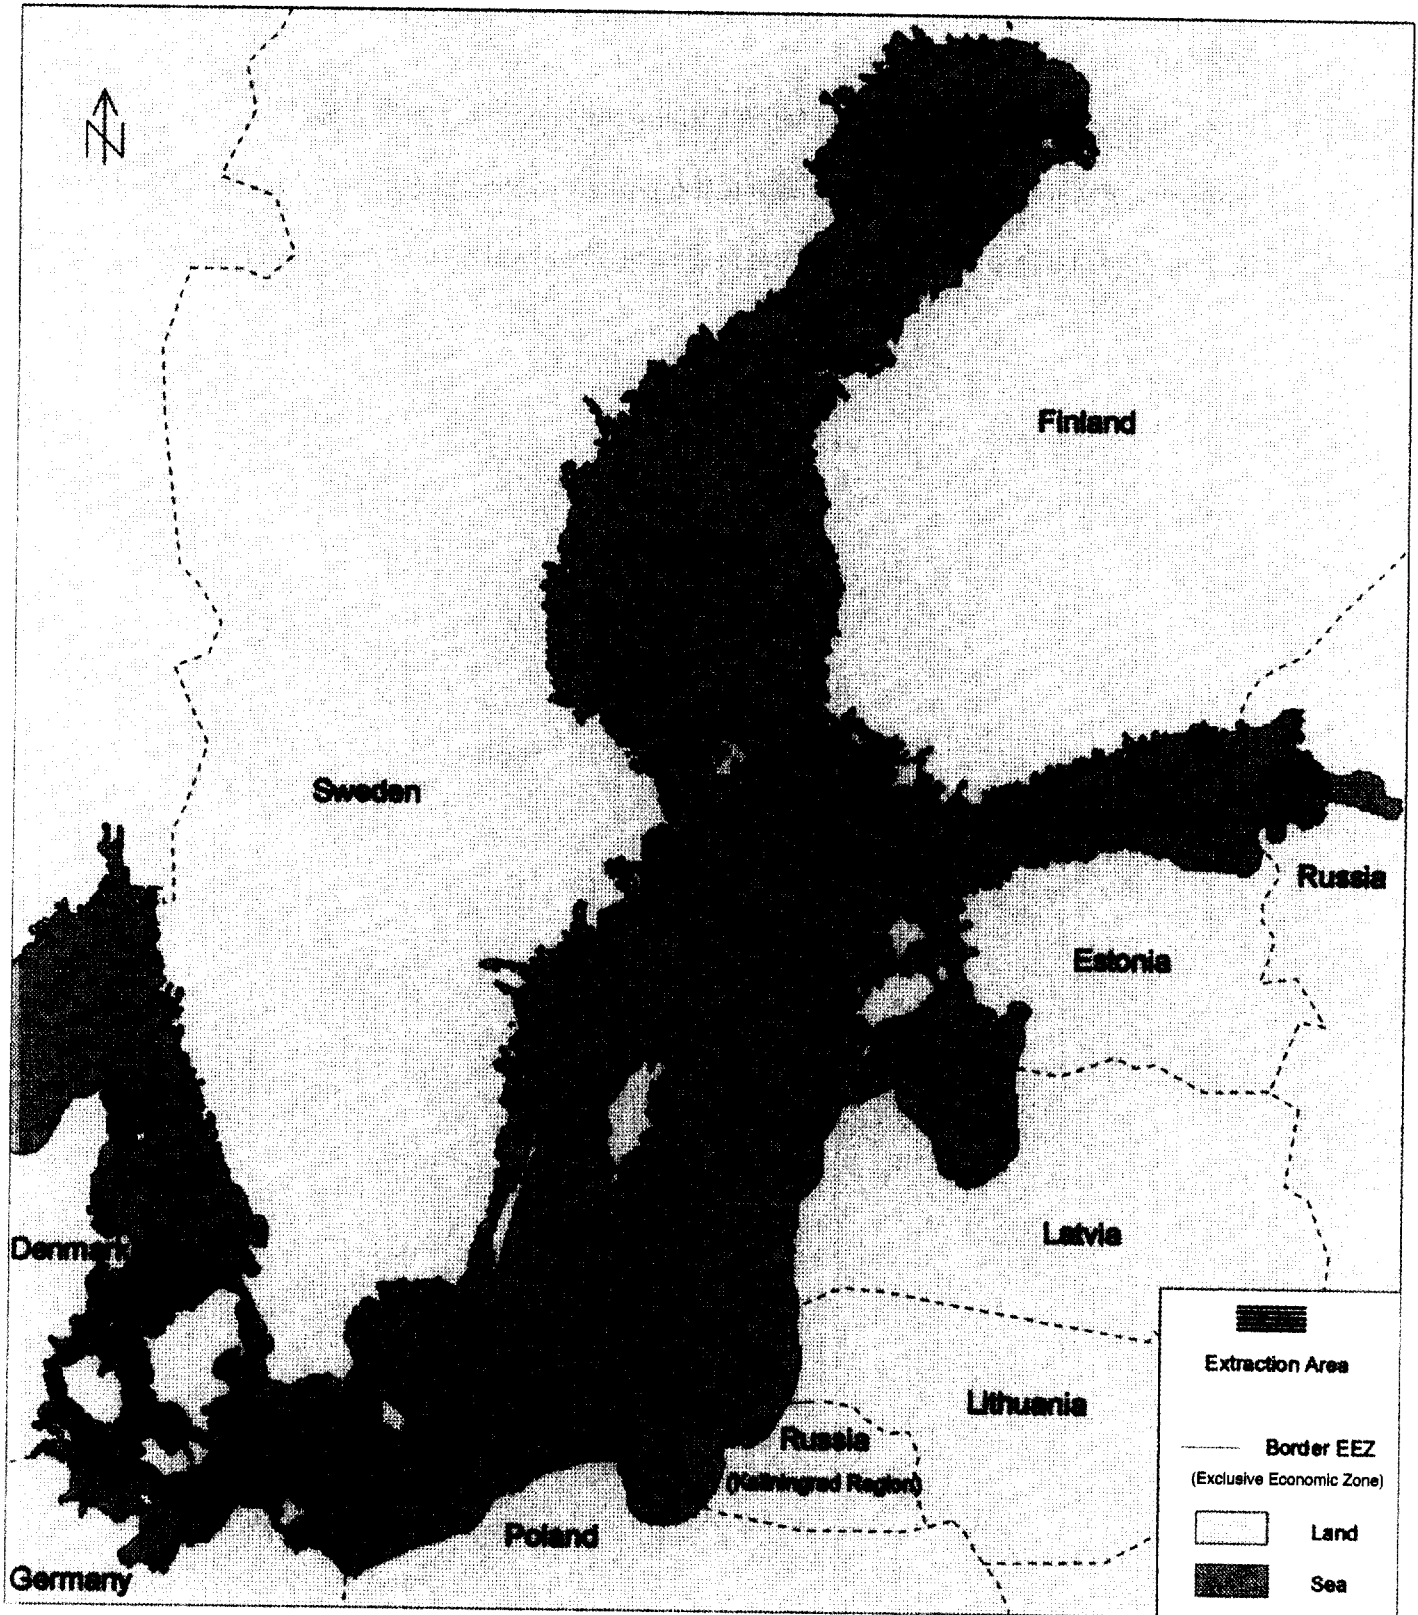 N
Finland
Sweden
Russia
Estonia
Denmark
Latvia
Extraction Area
Lithuania
Russia
Border EEZ
(Kaliningrad Region)
(Exclusive Economic Zone)
Poland
Land
Germany
Sea